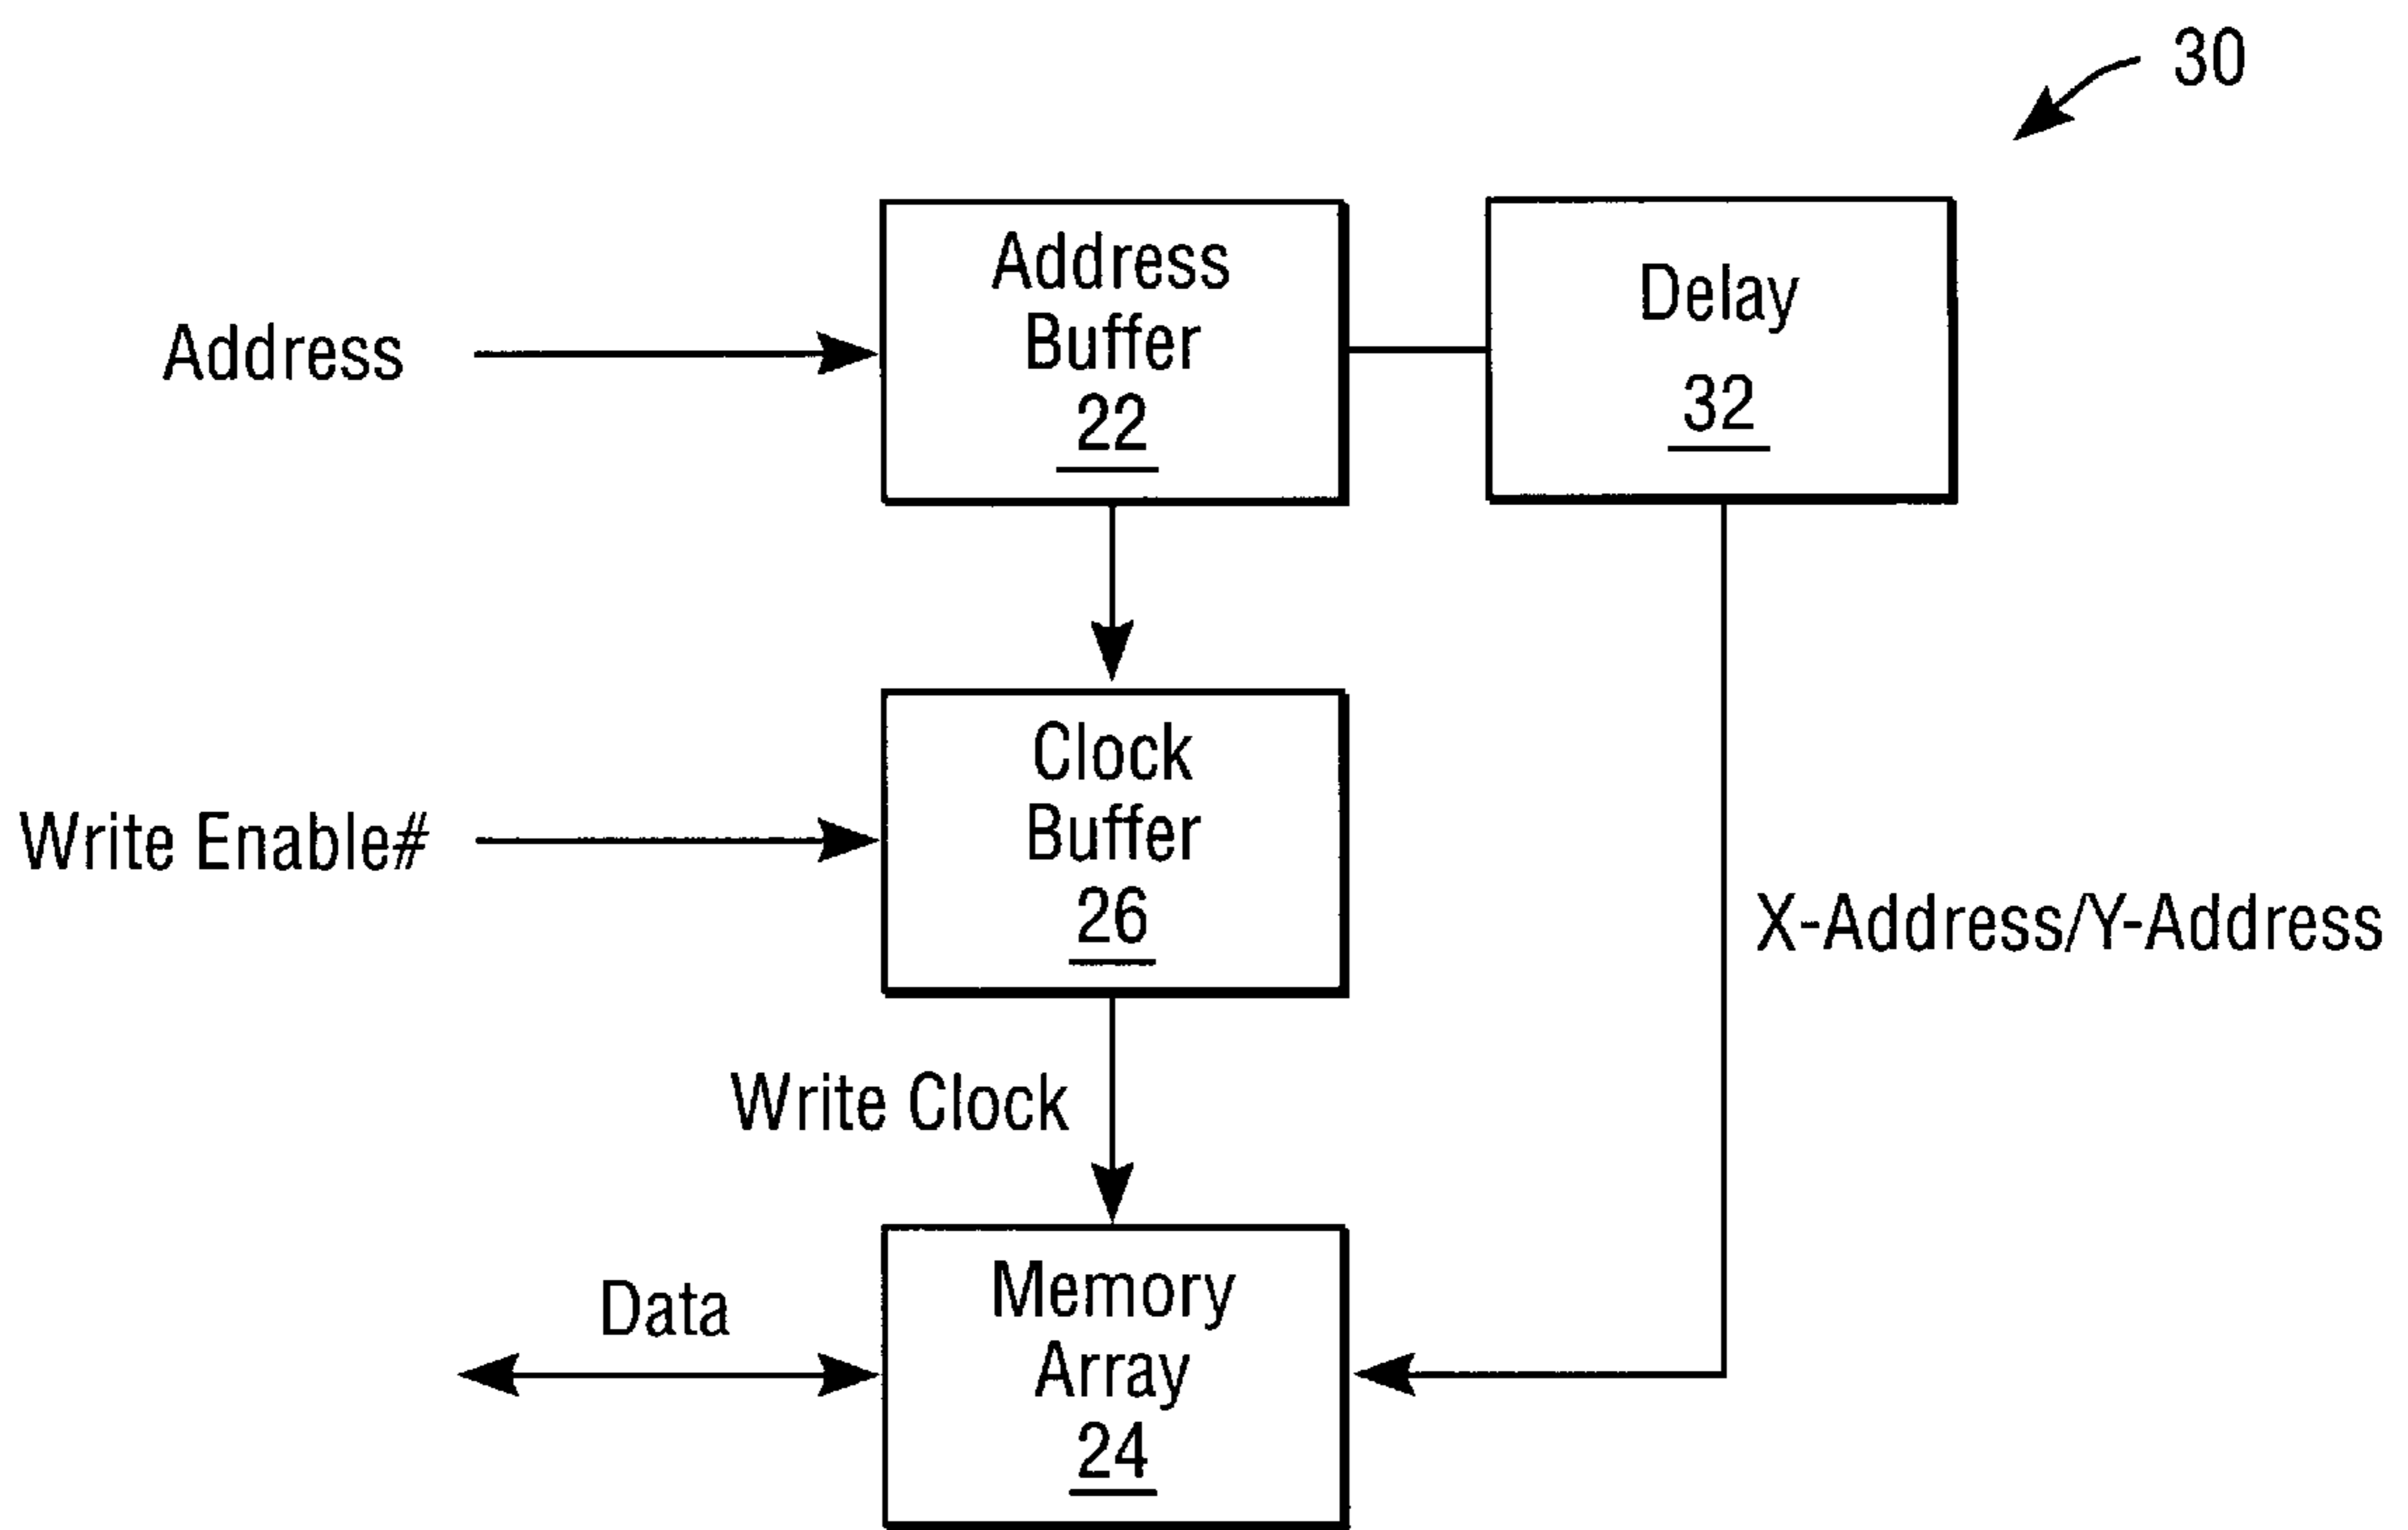 30
Address
Buffer
22
Delay
32
Address
Clock
Buffer
26
Write Enable#
X-Address/Y-Address
Write Clock
Memory
Array
24
Data